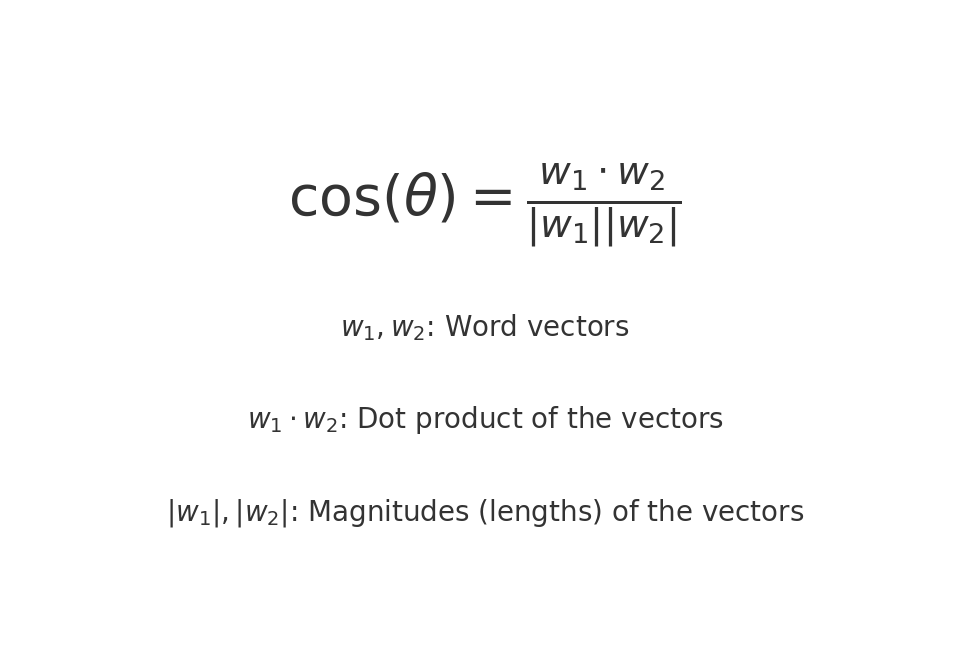 cos(θ) = w₁ · w₂ / |w₁||w₂|
w₁, w₂: Word vectors
w₁ · w₂: Dot product of the vectors
|w₁|, |w₂|: Magnitudes (lengths) of the vectors